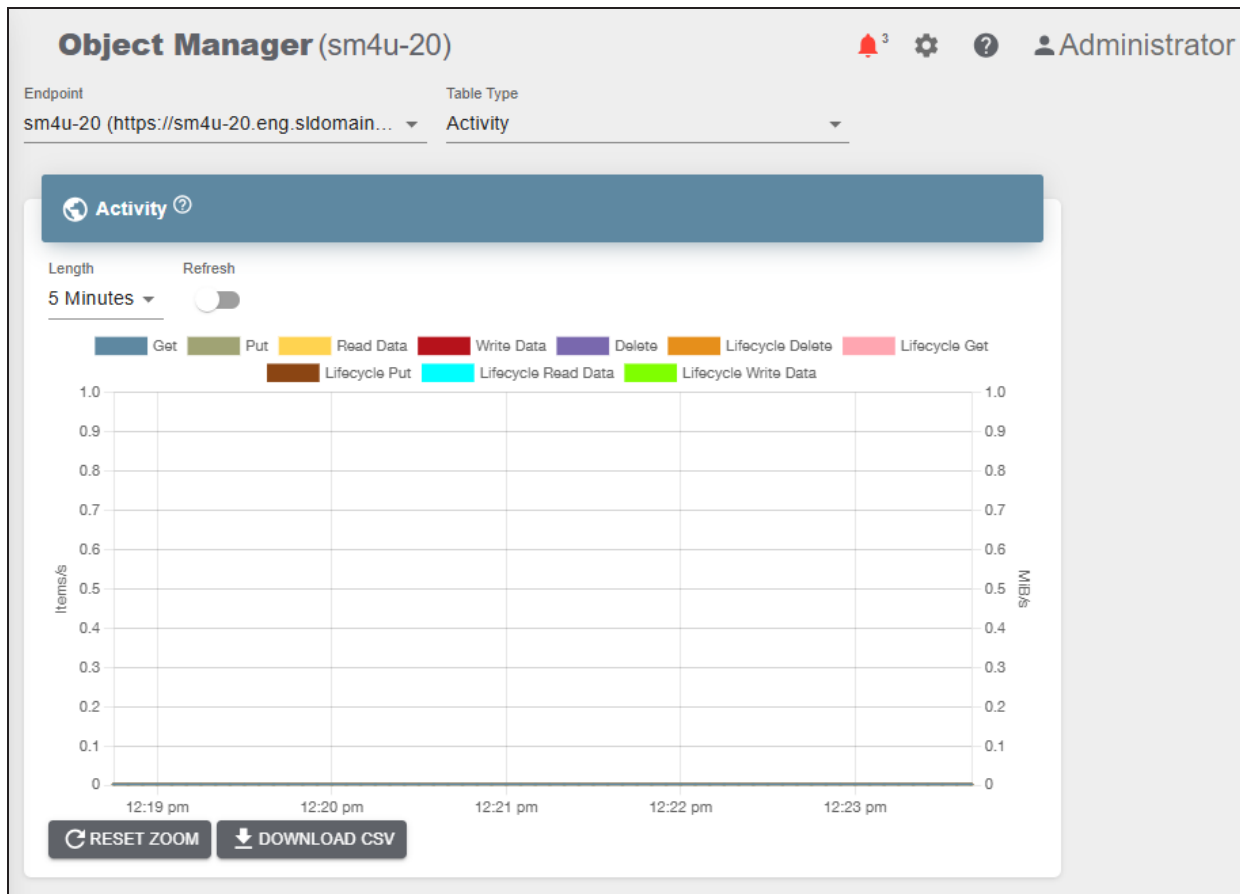 Object Manager (sm4u-20)
3
Administrator
Endpoint
Table Type
sm4u-20 (https://sm4u-20.eng.sldomain...
Activity
Activity
Length
Refresh
5 Minutes
Get Put Read Data Write Data Delete Lifecycle Delete Lifecycle Get
Lifecycle Put Lifecycle Read Data Lifecycle Write Data
1.0 1.0
0.9 0.9
0.8 0.8
0.7 0.7
0.6 0.6
Items/s
MiB/s
0.5 0.5
0.4 0.4
0.3 0.3
0.2 0.2
0.1 0.1
0 0
12:19 pm 12:20 pm 12:21 pm 12:22 pm 12:23 pm
RESET ZOOM
DOWNLOAD CSV